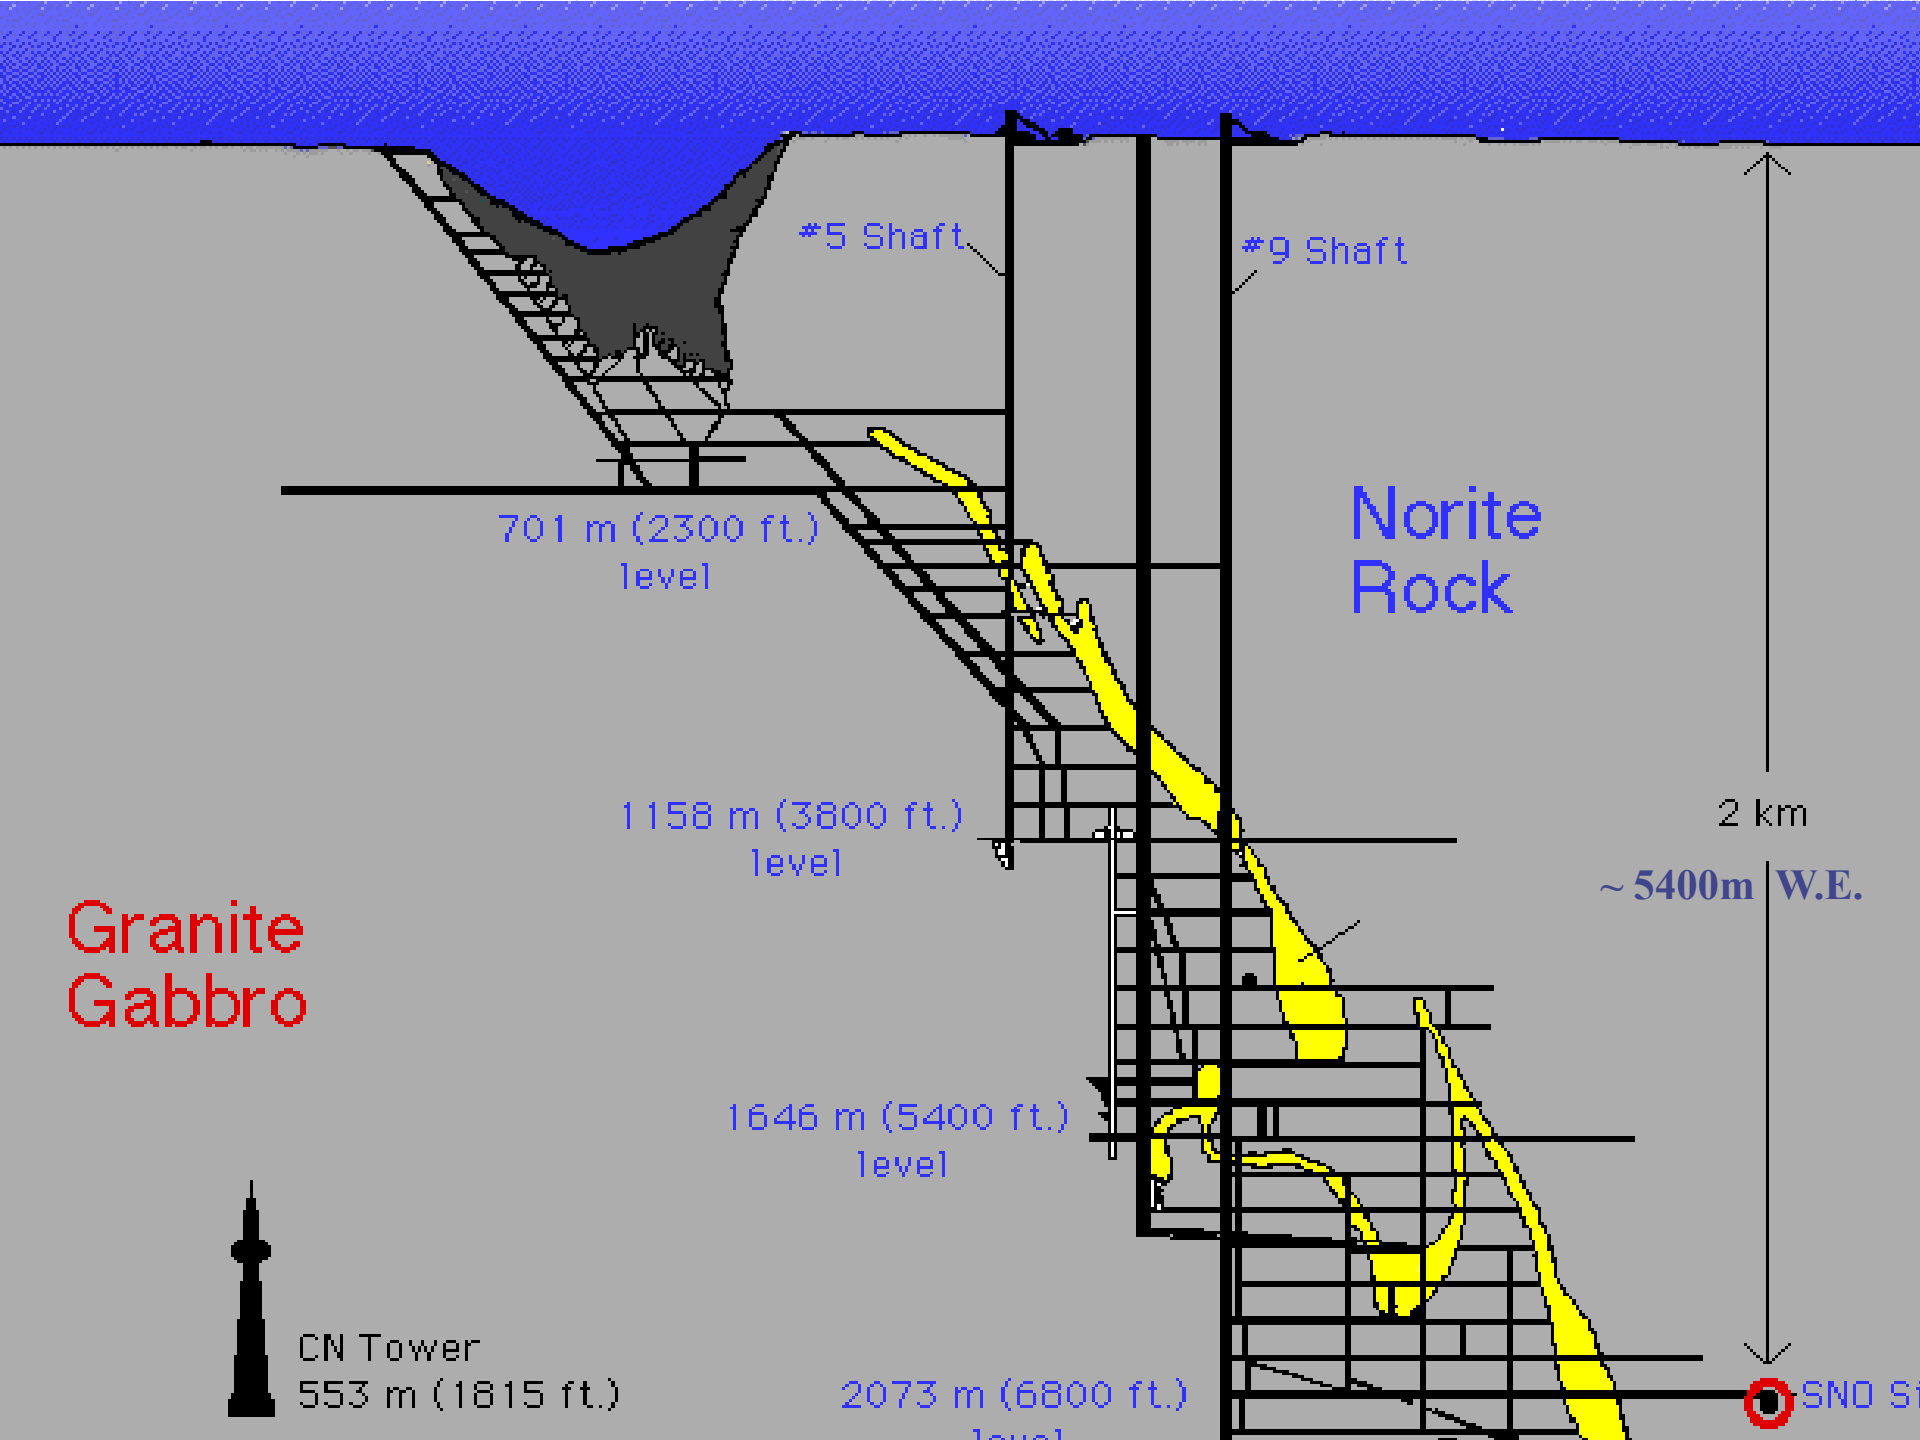 #5 Shaft
#9 Shaft
701 m (2300 ft.)
level
Norite
Rock
1158 m (3800 ft.)
level
2 km
~ 5400m W.E.
Granite
Gabbro
1646 m (5400 ft.)
level
CN Tower
553 m (1815 ft.)
2073 m (6800 ft.)
level
SNO